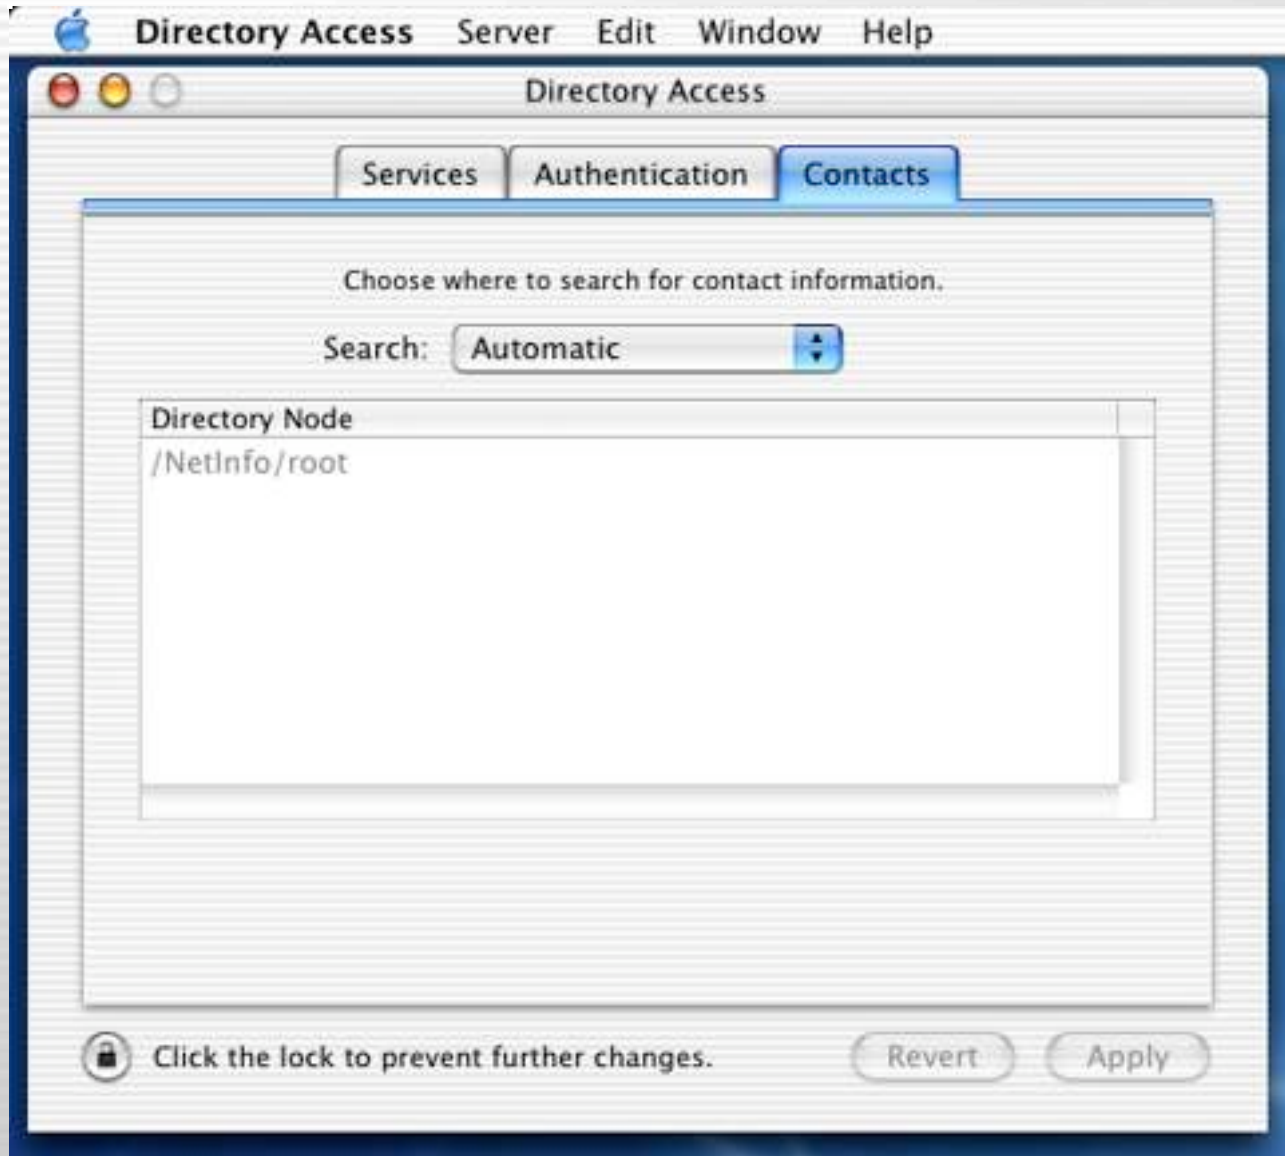 Directory Access Server Edit Window Help
Directory Access
Services Authentication Contacts
Choose where to search for contact information.
Search: Automatic
Directory Node
/NetInfo/root
Click the lock to prevent further changes. Revert Apply